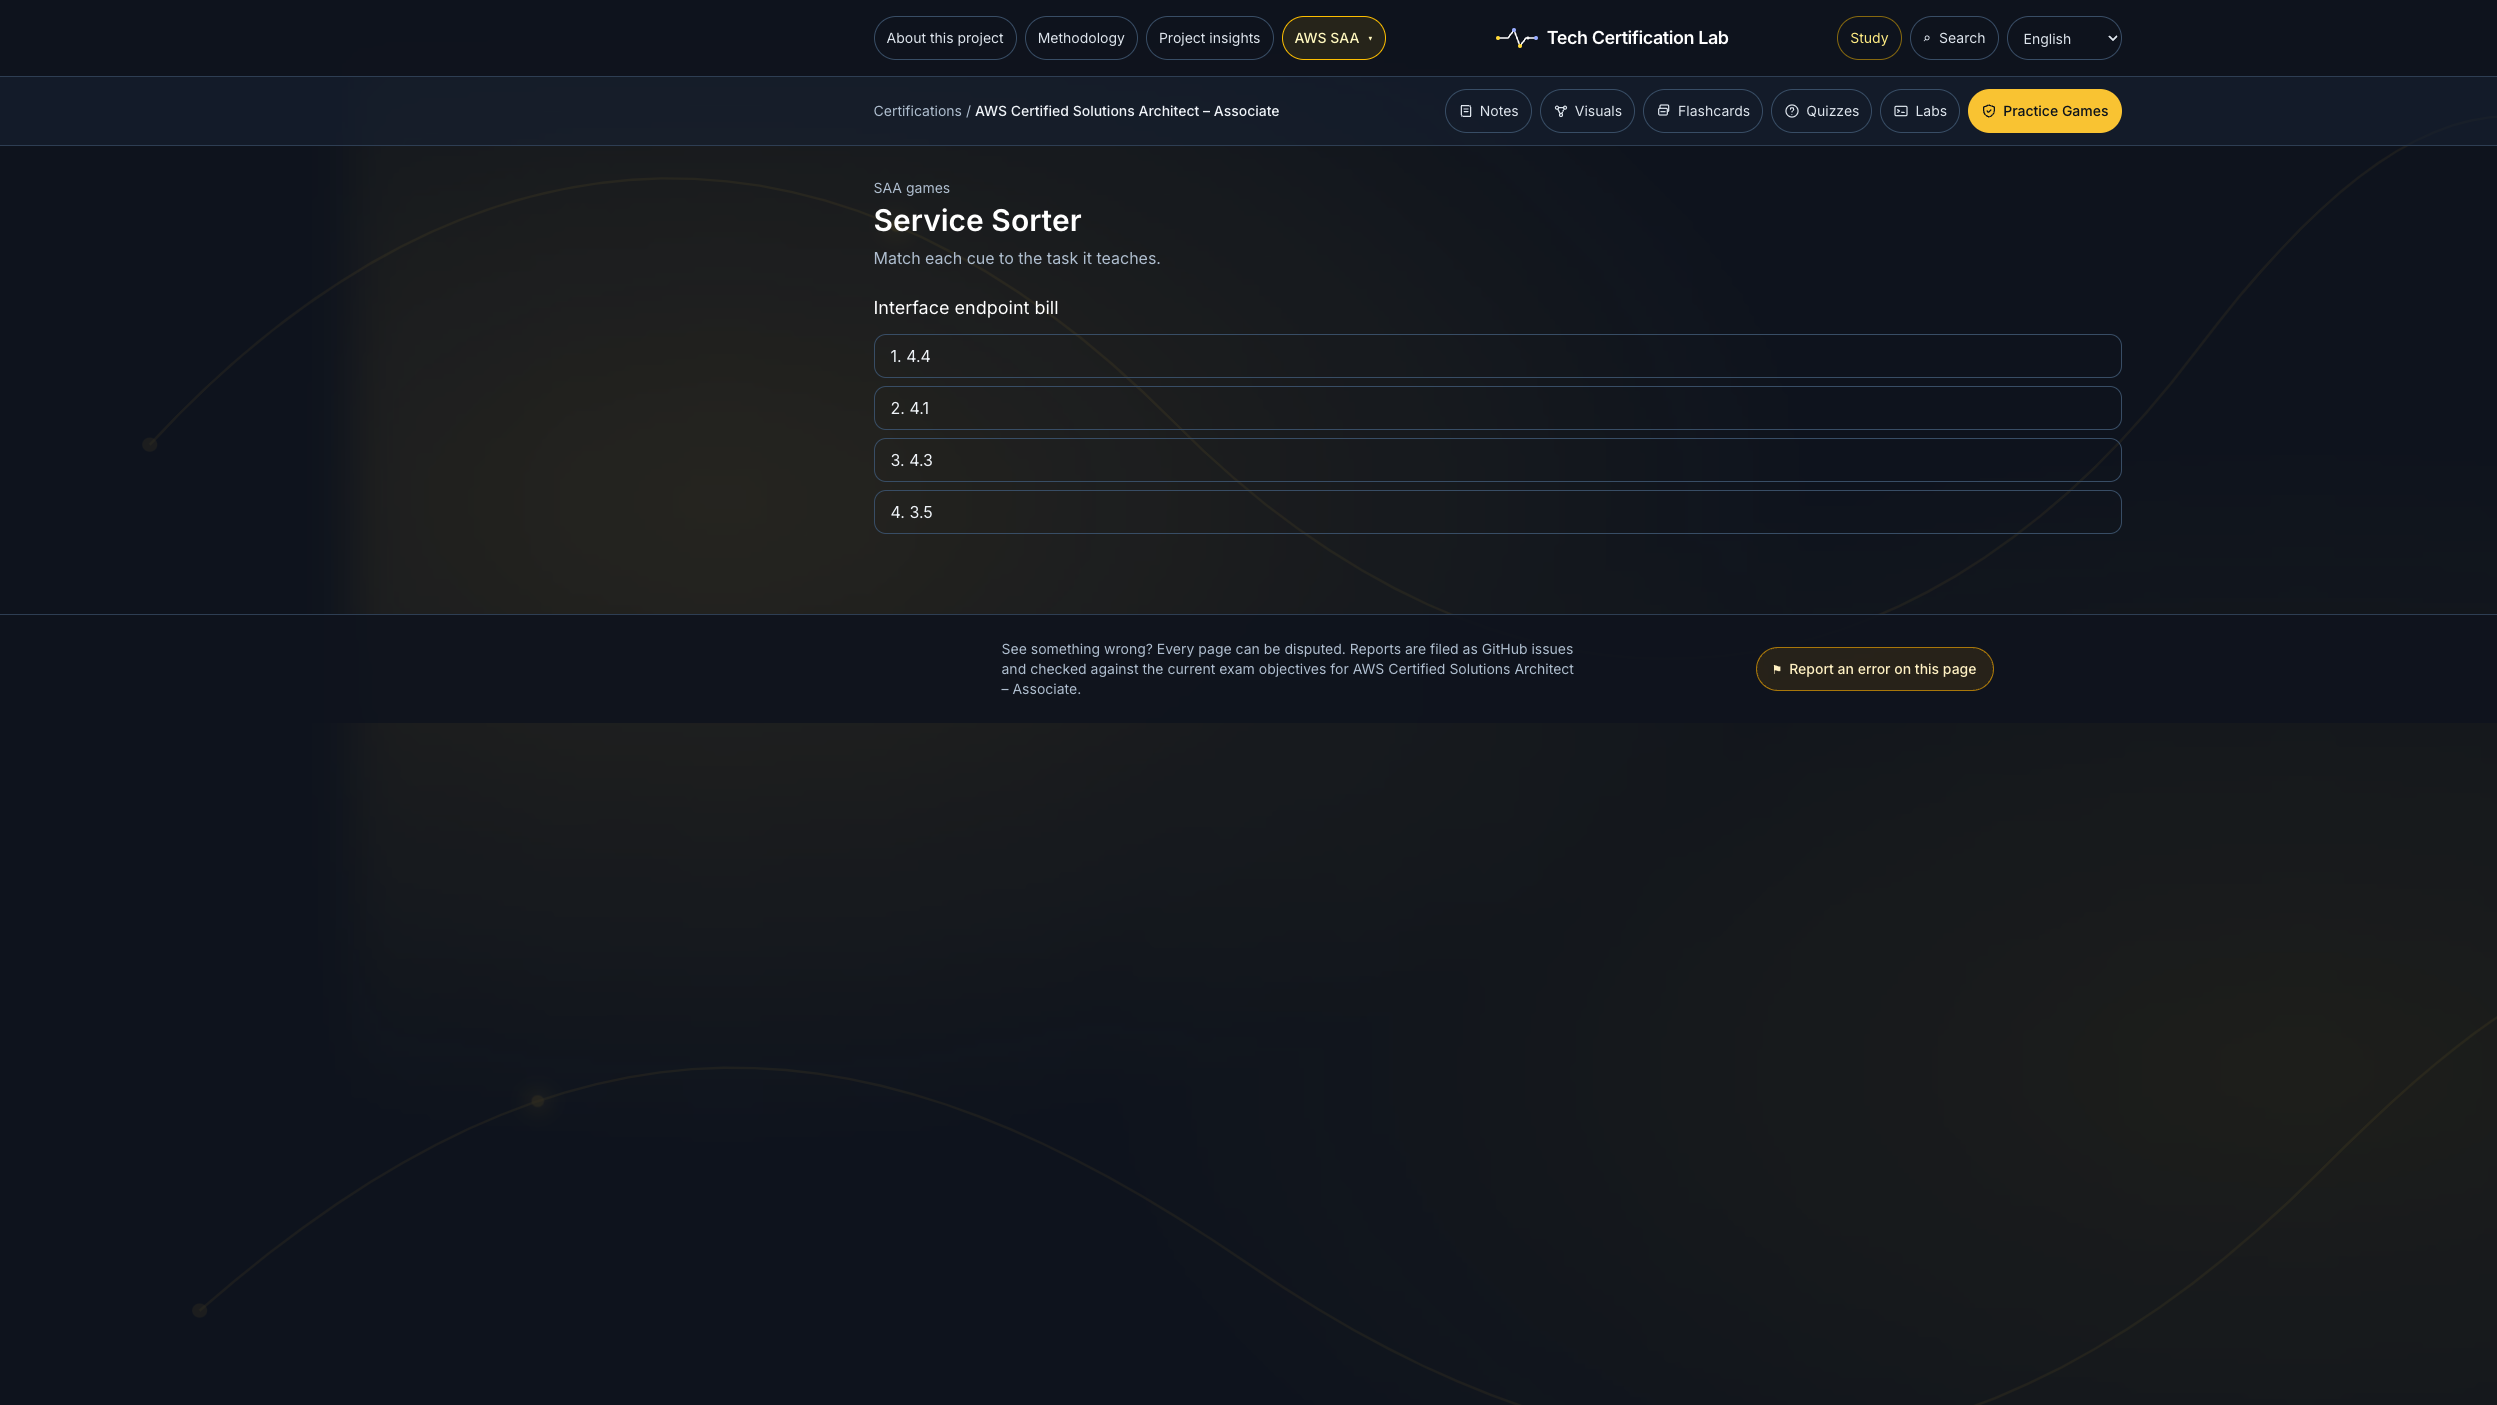 About this project
Methodology
Project insights
AWS SAA
Tech Certification Lab
Study
Search
English
Certifications / AWS Certified Solutions Architect – Associate
Notes
Visuals
Flashcards
Quizzes
Labs
Practice Games
SAA games
Service Sorter
Match each cue to the task it teaches.
Interface endpoint bill
1. 4.4
2. 4.1
3. 4.3
4. 3.5
See something wrong? Every page can be disputed. Reports are filed as GitHub issues
and checked against the current exam objectives for AWS Certified Solutions Architect
– Associate.
Report an error on this page